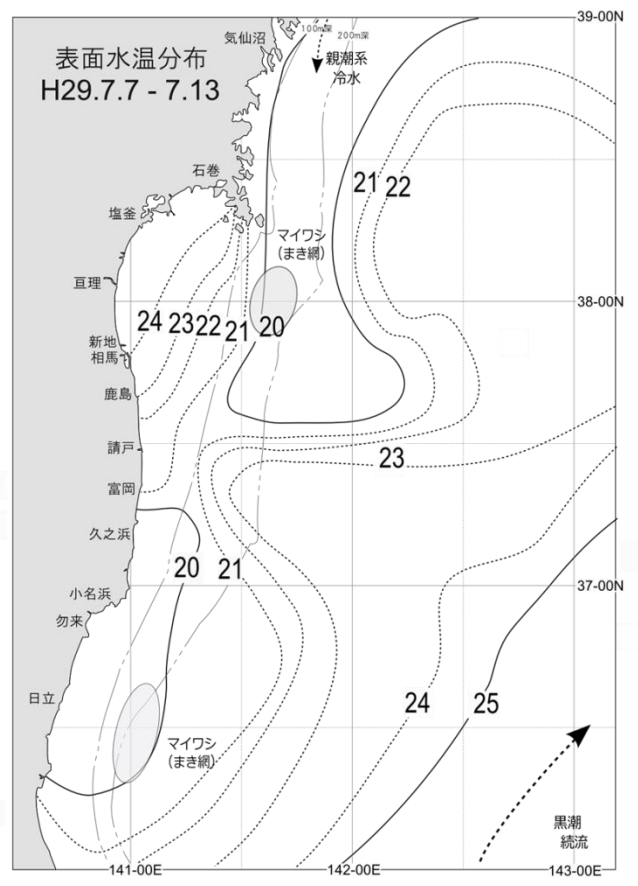 表面水温分布
H29.7.7 - 7.13
気仙沼
100m深
200m深
39-00N
親潮系
冷水
石巻
21
22
塩釜
マイワシ
(まき網)
亘理
38-00N
24
23
22
21
20
新地
相馬
鹿島
請戸
23
富岡
久之浜
20
21
37-00N
小名浜
勿来
日立
24
25
マイワシ
(まき網)
黒潮
続流
141-00E
142-00E
143-00E